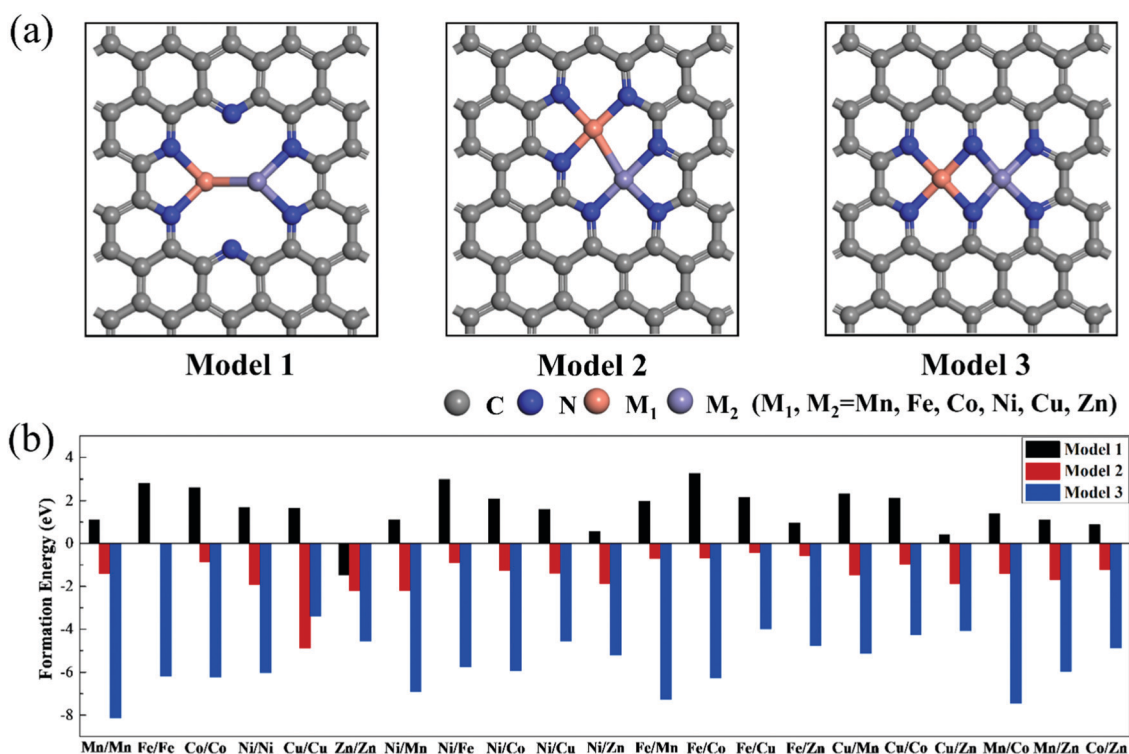 (a)
Model 1 Model 2 Model 3
C N M₁ M₂ (M₁, M₂=Mn, Fe, Co, Ni, Cu, Zn)
(b)
Model 1
Model 2
Model 3
Formation Energy (eV)
4
2
0
-2
-4
-6
-8
Mn/Mn Fe/Fe Co/Co Ni/Ni Cu/Cu Zn/Zn Ni/Mn Ni/Fe Ni/Co Ni/Cu Ni/Zn Fe/Mn Fe/Co Fe/Cu Fe/Zn Cu/Mn Cu/Co Cu/Zn Mn/Co Mn/Zn Co/Zn